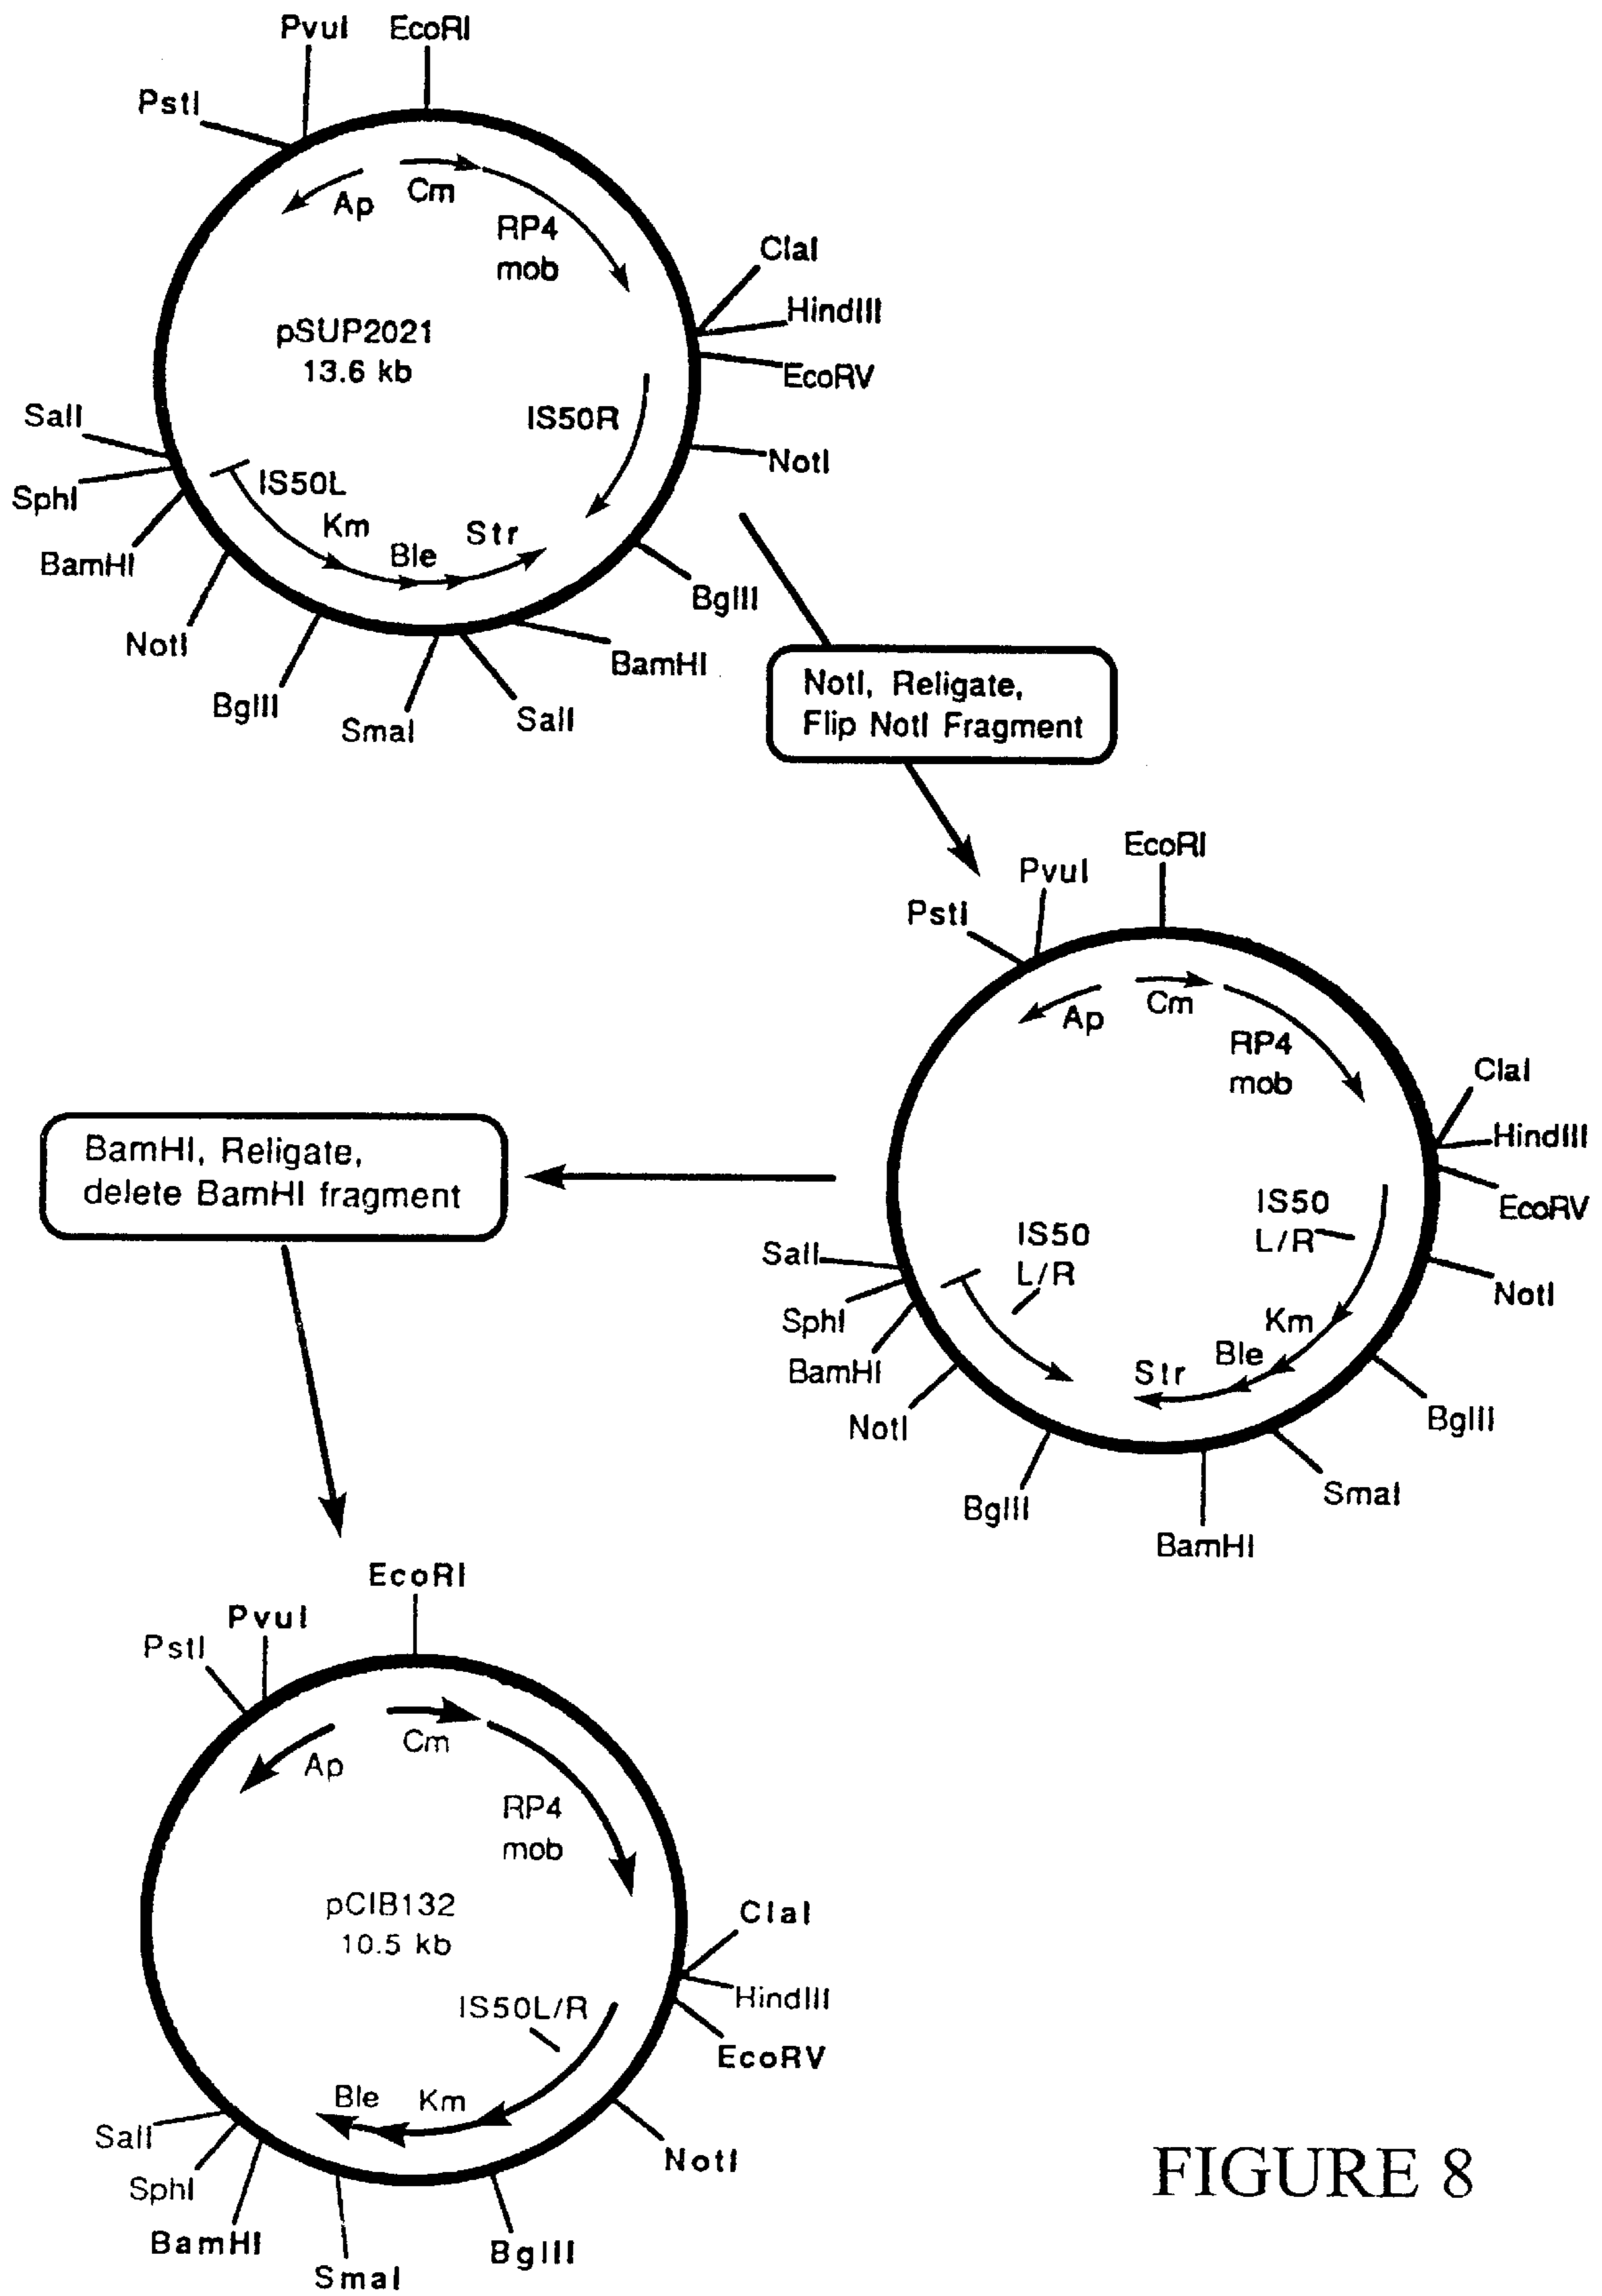 PvuI
EcoRI
PstI
Ap
Cm
RP4
mob
ClaI
HindIII
EcoRV
pSUP2021
13.6 kb
IS50R
NotI
SalI
SphI
BamHI
NotI
IS50L
Km
Ble
Str
BglII
BglII
SmaI
SalI
BamHI
NotI, Religate,
Flip NotI Fragment
EcoRI
PvuI
PstI
Ap
Cm
RP4
mob
ClaI
HindIII
EcoRV
IS50
L/R
IS50
L/R
NotI
SalI
SphI
BamHI
NotI
Km
Ble
Str
BglII
BglII
SmaI
BamHI
BamHI, Religate,
delete BamHI fragment
EcoRI
PvuI
PstI
Ap
Cm
RP4
mob
pCIB132
10.5 kb
ClaI
HindIII
EcoRV
IS50L/R
Ble
Km
NotI
SalI
SphI
BamHI
SmaI
BglII
FIGURE 8